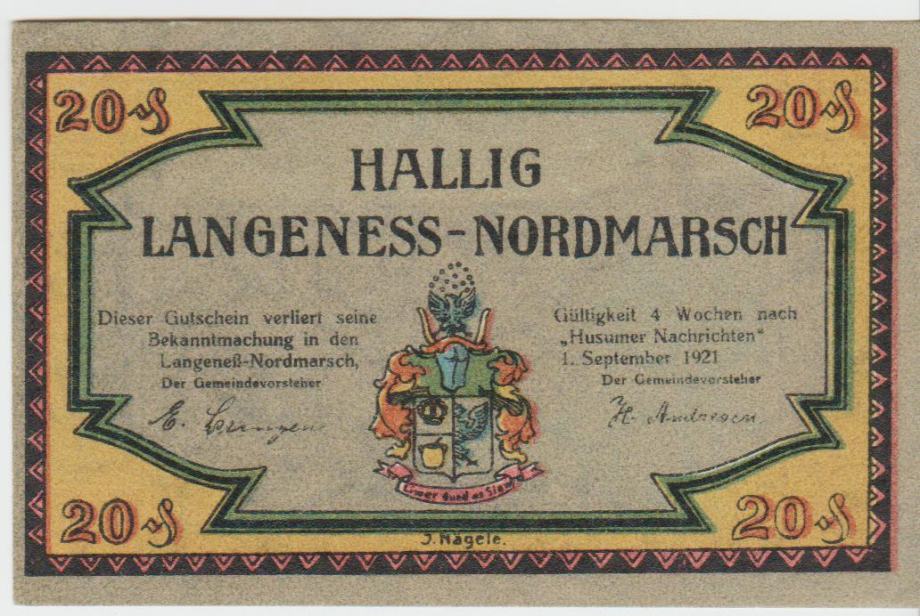 20 ₰
20 ₰
HALLIG
LANGENESS-NORDMARSCH
Dieser Gutschein verliert seine
Bekanntmachung in den
Langeneß-Nordmarsch,
Der Gemeindevorsteher
Gültigkeit 4 Wochen nach
„Husumer Nachrichten"
1. September 1921
Der Gemeindevorsteher
E.
H. Andresen
20 ₰
20 ₰
J. Nägele.